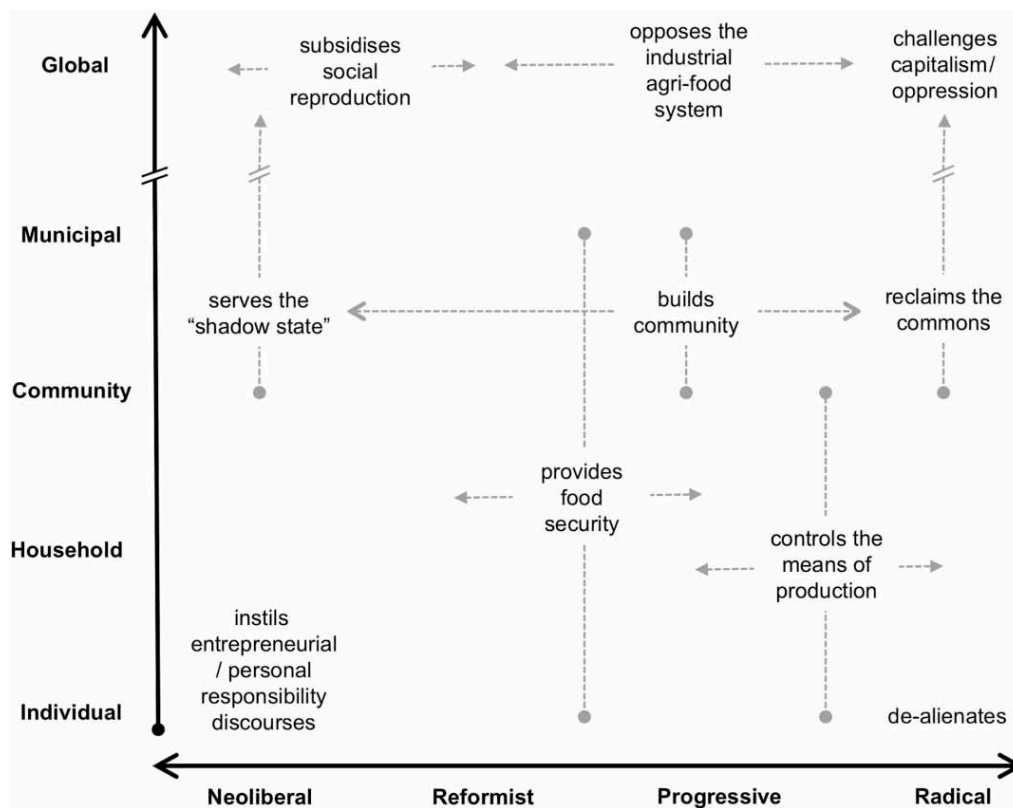 Global
subsidises
social
reproduction
opposes the
industrial
agri-food
system
challenges
capitalism/
oppression
Municipal
serves the
“shadow state”
builds
community
reclaims the
commons
Community
provides
food
security
Household
controls the
means of
production
instils
entrepreneurial
/ personal
responsibility
discourses
Individual
de-alienates
Neoliberal
Reformist
Progressive
Radical